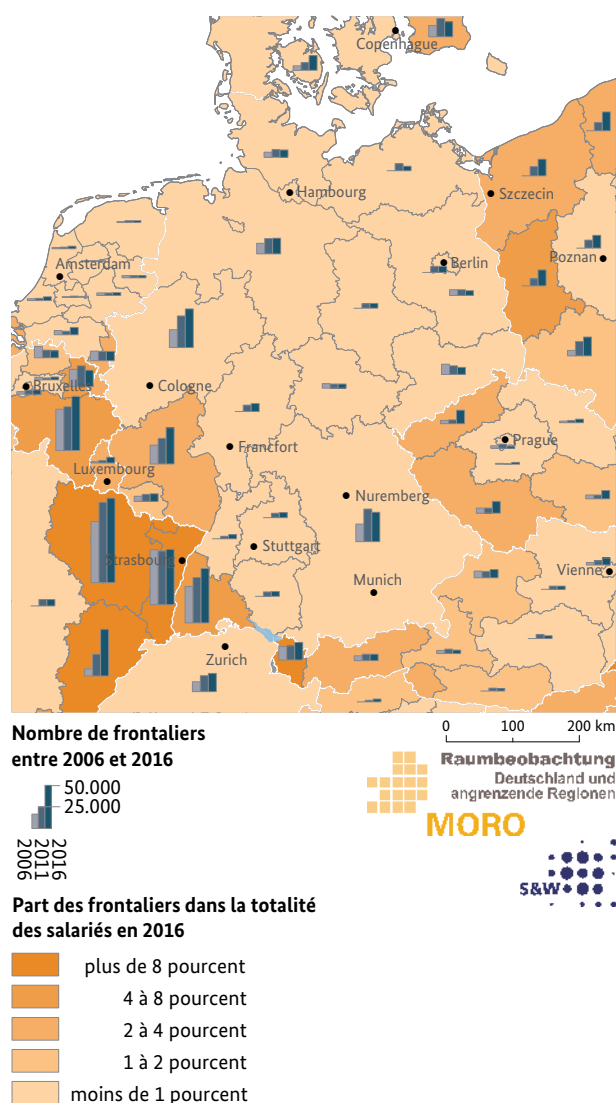 Copenhague
Hambourg
Szczecin
Amsterdam
Berlin
Poznan
Bruxelles
Cologne
Prague
Francfort
Luxembourg
Nuremberg
Strasbourg
Stuttgart
Vienne
Munich
Zurich
Nombre de frontaliers
entre 2006 et 2016
0 100 200 km
50.000
25.000
2006
2011
2016
Raumbeobachtung
Deutschland und
angrenzende Regionen
MORO
S&W
Part des frontaliers dans la totalité
des salariés en 2016
plus de 8 pourcent
4 à 8 pourcent
2 à 4 pourcent
1 à 2 pourcent
moins de 1 pourcent